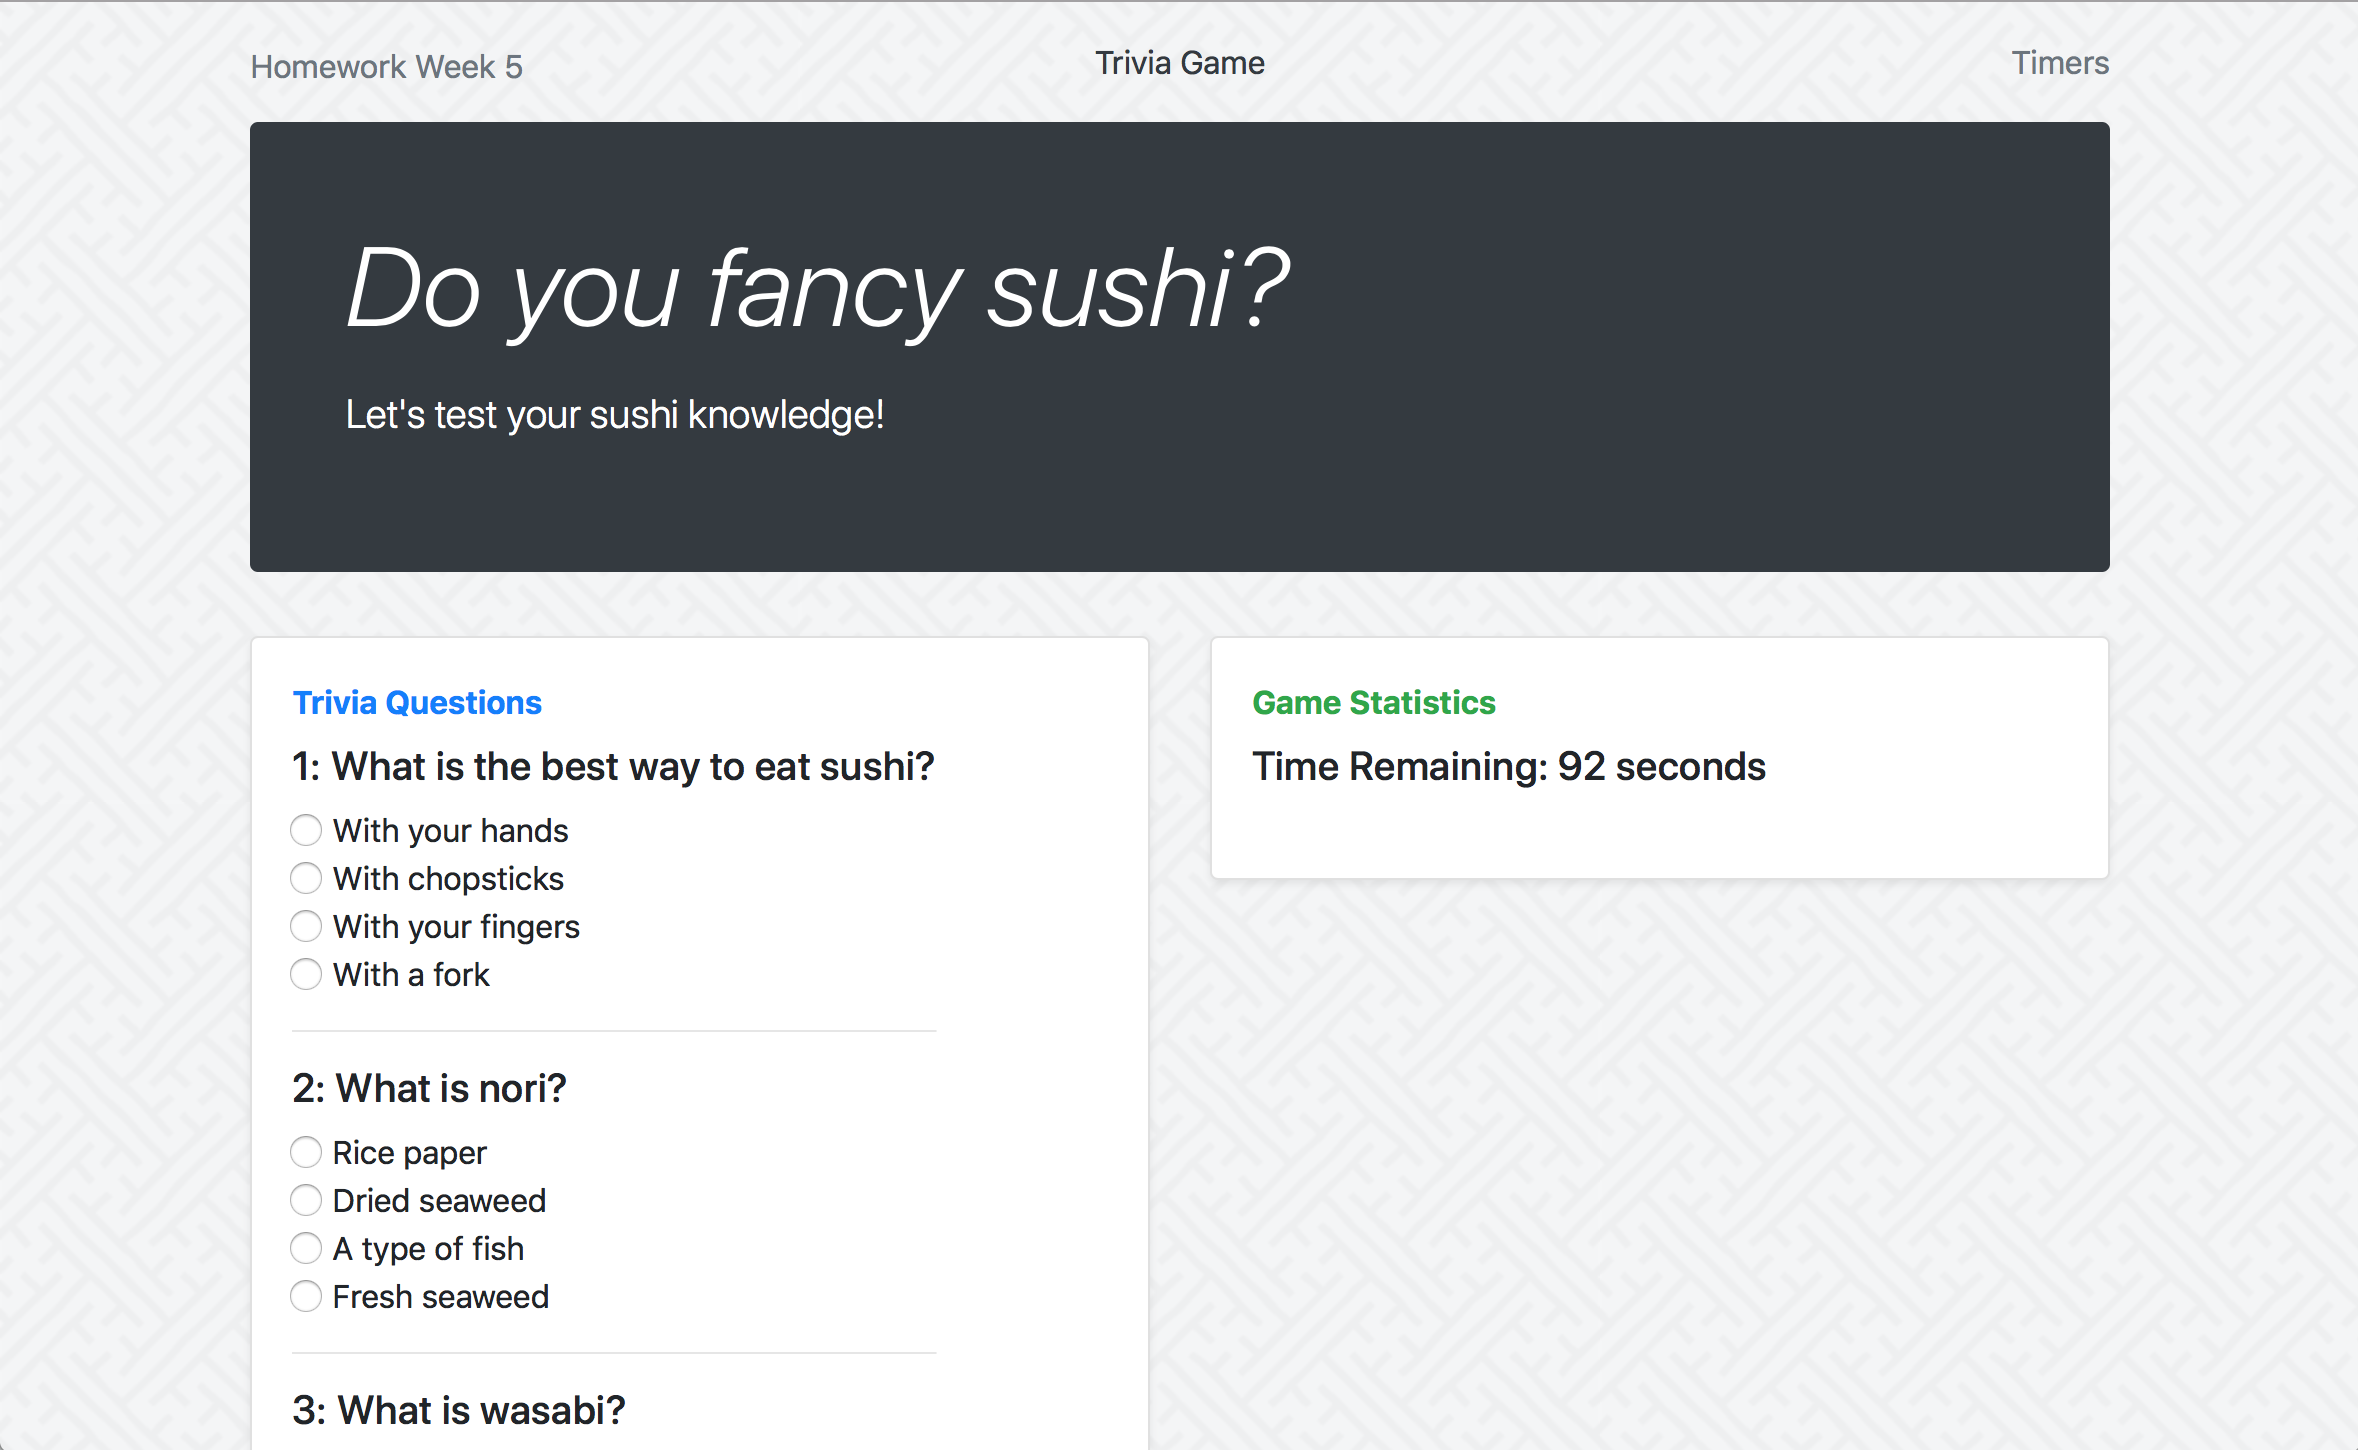 Homework Week 5
Trivia Game
Timers
Do you fancy sushi?
Let's test your sushi knowledge!
Trivia Questions
1: What is the best way to eat sushi?
With your hands
With chopsticks
With your fingers
With a fork
2: What is nori?
Rice paper
Dried seaweed
A type of fish
Fresh seaweed
3: What is wasabi?
Game Statistics
Time Remaining: 92 seconds